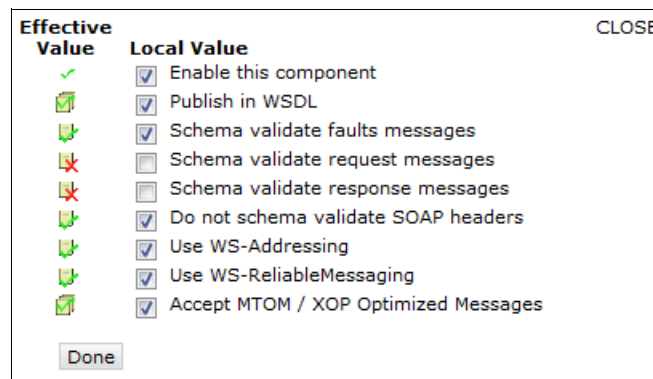 Effective CLOSE
Value Local Value
Enable this component
Publish in WSDL
Schema validate faults messages
Schema validate request messages
Schema validate response messages
Do not schema validate SOAP headers
Use WS-Addressing
Use WS-ReliableMessaging
Accept MTOM / XOP Optimized Messages
Done